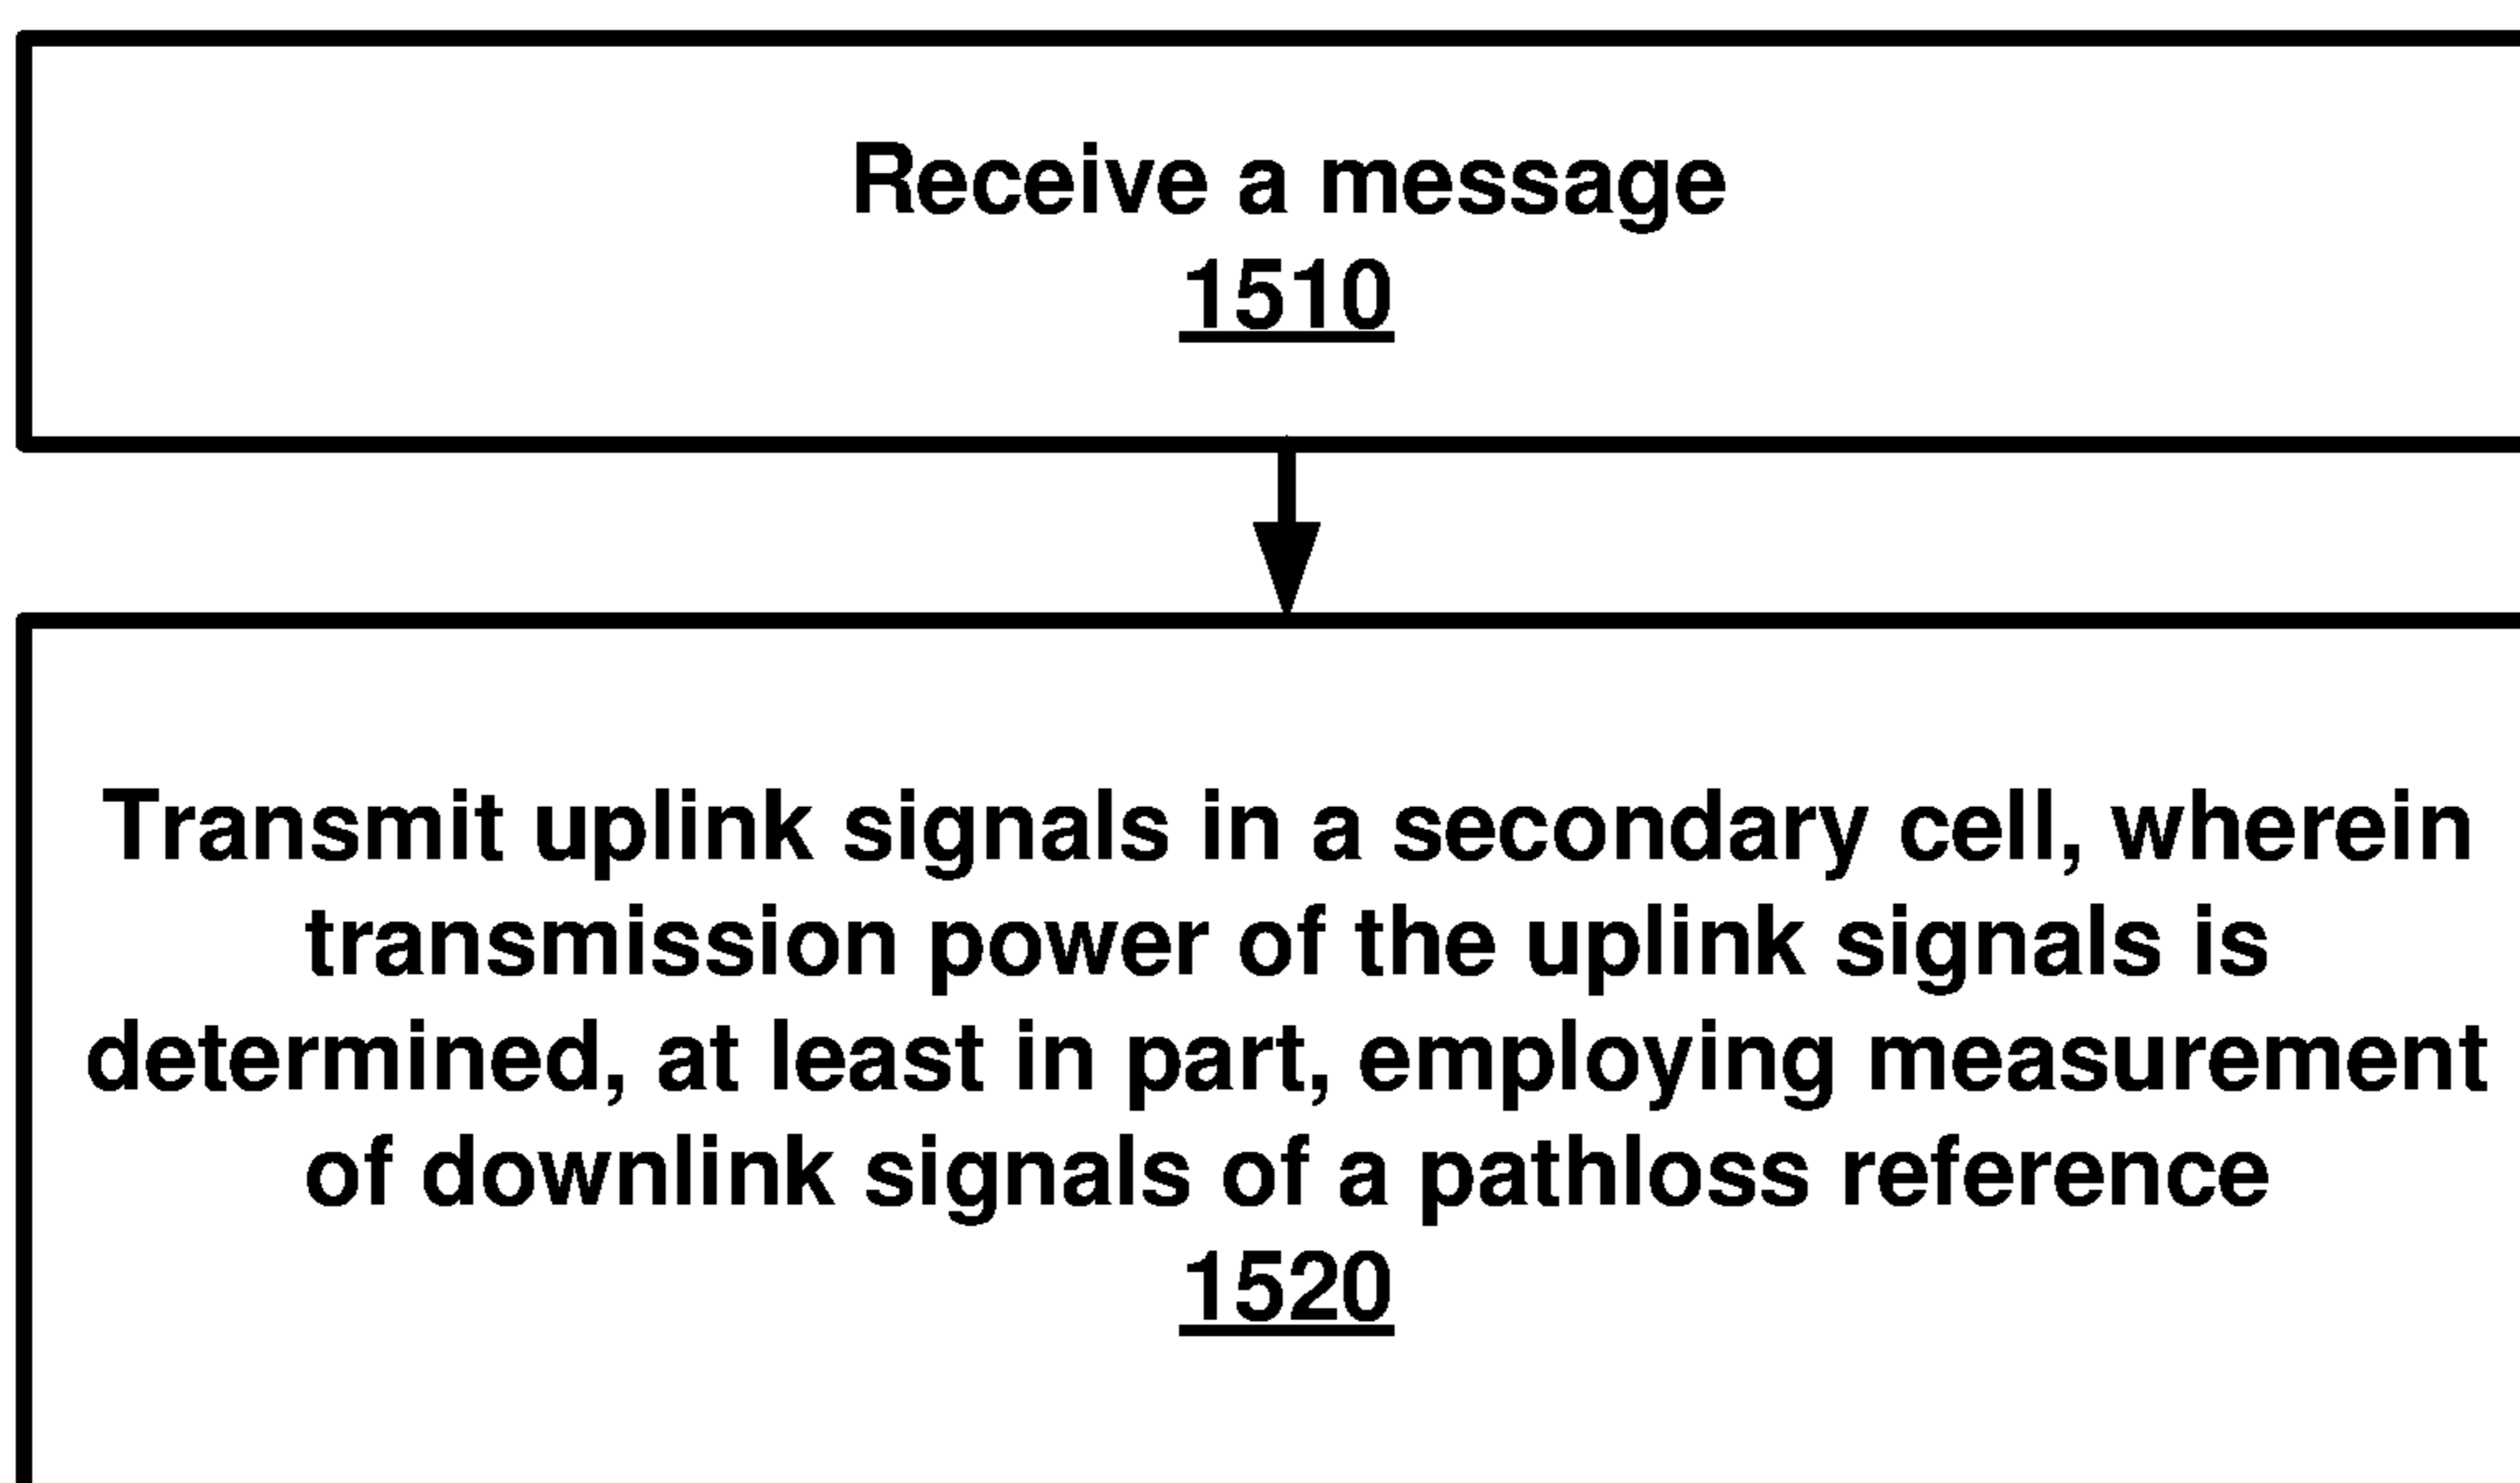 Receive a message
1510
Transmit uplink signals in a secondary cell, wherein
transmission power of the uplink signals is
determined, at least in part, employing measurement
of downlink signals of a pathloss reference
1520